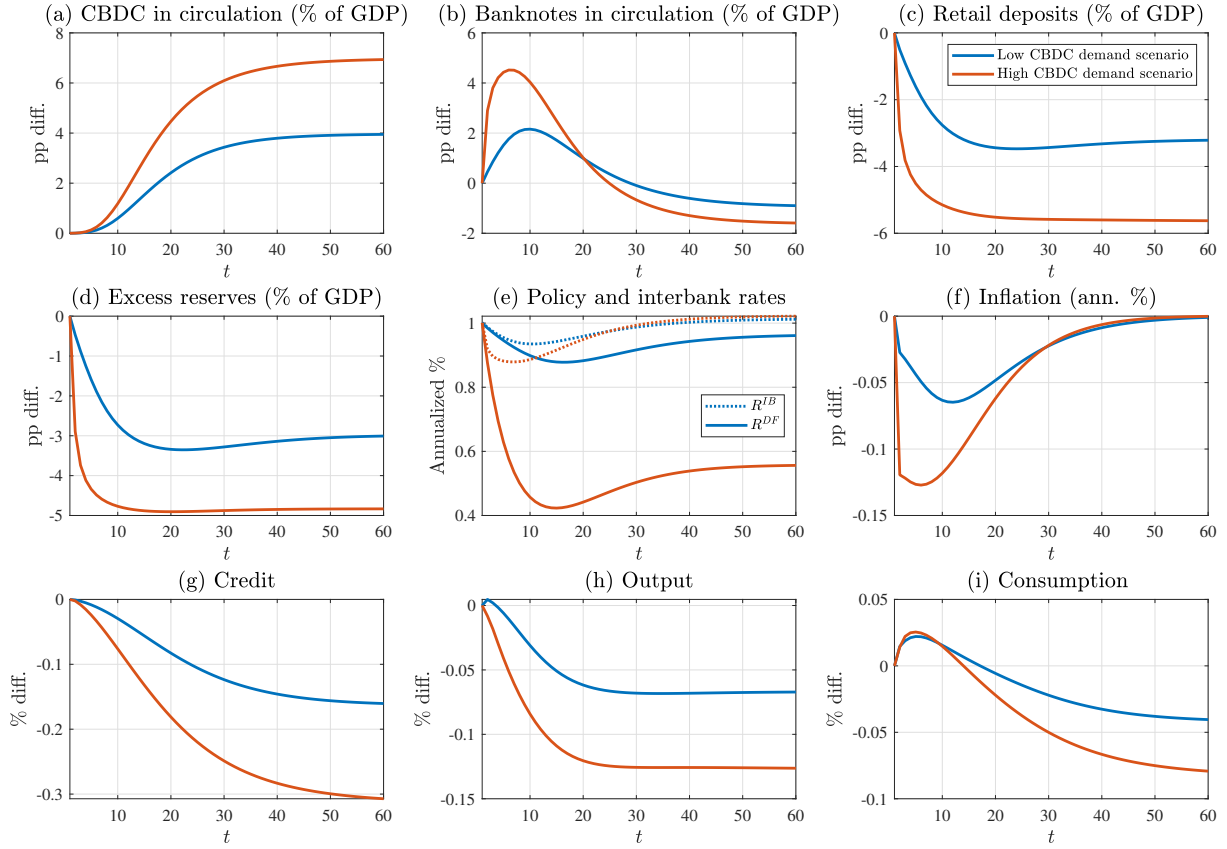 (a) CBDC in circulation (% of GDP)
pp diff.
8
6
4
2
0
10 20 30 40 50 60
t
(b) Banknotes in circulation (% of GDP)
pp diff.
6
4
2
0
-2
10 20 30 40 50 60
t
(c) Retail deposits (% of GDP)
pp diff.
0
-2
-4
-6
Low CBDC demand scenario
High CBDC demand scenario
10 20 30 40 50 60
t
(d) Excess reserves (% of GDP)
pp diff.
0
-1
-2
-3
-4
-5
10 20 30 40 50 60
t
(e) Policy and interbank rates
Annualized %
1
0.8
0.6
0.4
R^{IB}
R^{DF}
10 20 30 40 50 60
t
(f) Inflation (ann. %)
pp diff.
0
-0.05
-0.1
-0.15
10 20 30 40 50 60
t
(g) Credit
% diff.
0
-0.1
-0.2
-0.3
10 20 30 40 50 60
t
(h) Output
% diff.
0
-0.05
-0.1
-0.15
10 20 30 40 50 60
t
(i) Consumption
% diff.
0.05
0
-0.05
-0.1
10 20 30 40 50 60
t